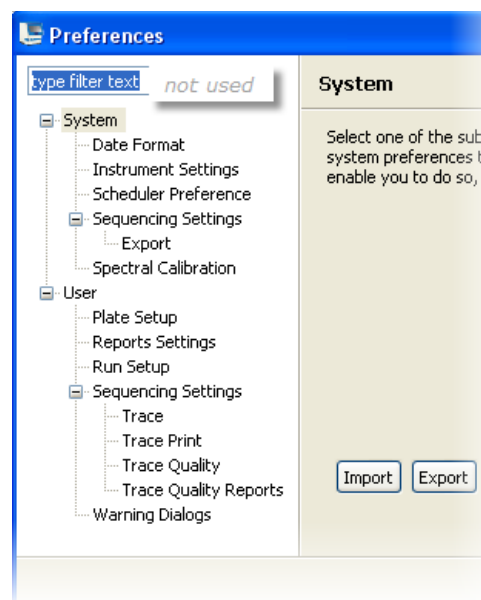 Preferences
type filter text
not used
System
Date Format
Instrument Settings
Scheduler Preference
Sequencing Settings
Export
Spectral Calibration
User
Plate Setup
Reports Settings
Run Setup
Sequencing Settings
Trace
Trace Print
Trace Quality
Trace Quality Reports
Warning Dialogs
System
Select one of the sub
system preferences t
enable you to do so,
Import Export